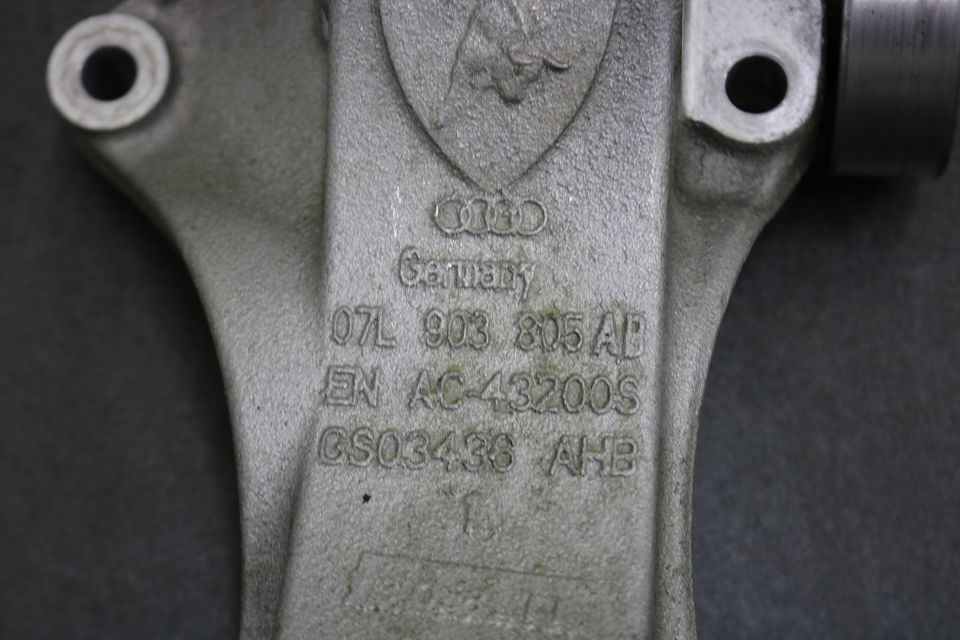 Germany
07L 903 805 AB
EN AC-43200S
GS03436 AHB